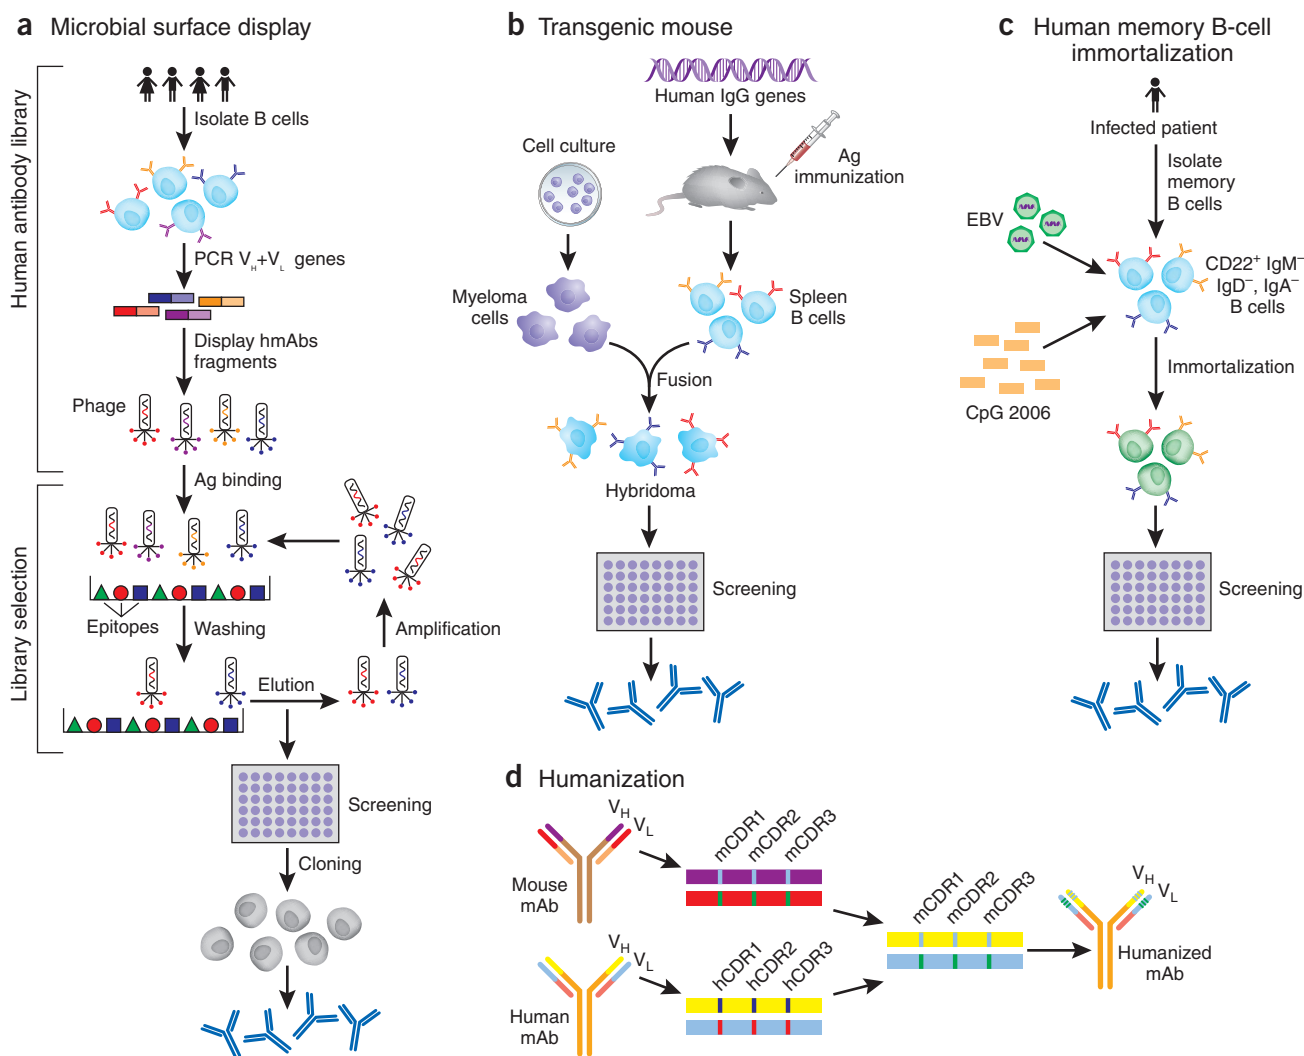 a Microbial surface display
Human antibody library
Isolate B cells
PCR VH+VL genes
Display hmAbs
fragments
Phage
Library selection
Ag binding
Epitopes
Washing
Amplification
Elution
Screening
Cloning
b Transgenic mouse
Human IgG genes
Cell culture
Ag
immunization
Myeloma
cells
Spleen
B cells
Fusion
Hybridoma
Screening
c Human memory B-cell
immortalization
Infected patient
Isolate
memory
B cells
EBV
CD22+ IgM−
IgD−, IgA−
B cells
CpG 2006
Immortalization
Screening
d Humanization
VH
VL
Mouse
mAb
mCDR1
mCDR2
mCDR3
VH
VL
Human
mAb
hCDR1
hCDR2
hCDR3
mCDR1
mCDR2
mCDR3
VH
VL
Humanized
mAb